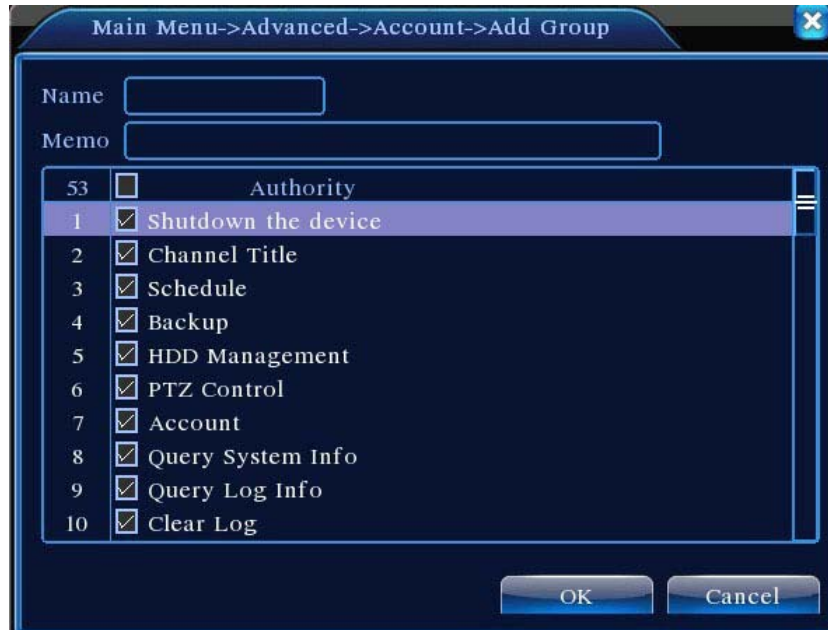 Main Menu->Advanced->Account->Add Group
Name
Memo
53 Authority
1 Shutdown the device
2 Channel Title
3 Schedule
4 Backup
5 HDD Management
6 PTZ Control
7 Account
8 Query System Info
9 Query Log Info
10 Clear Log
OK Cancel